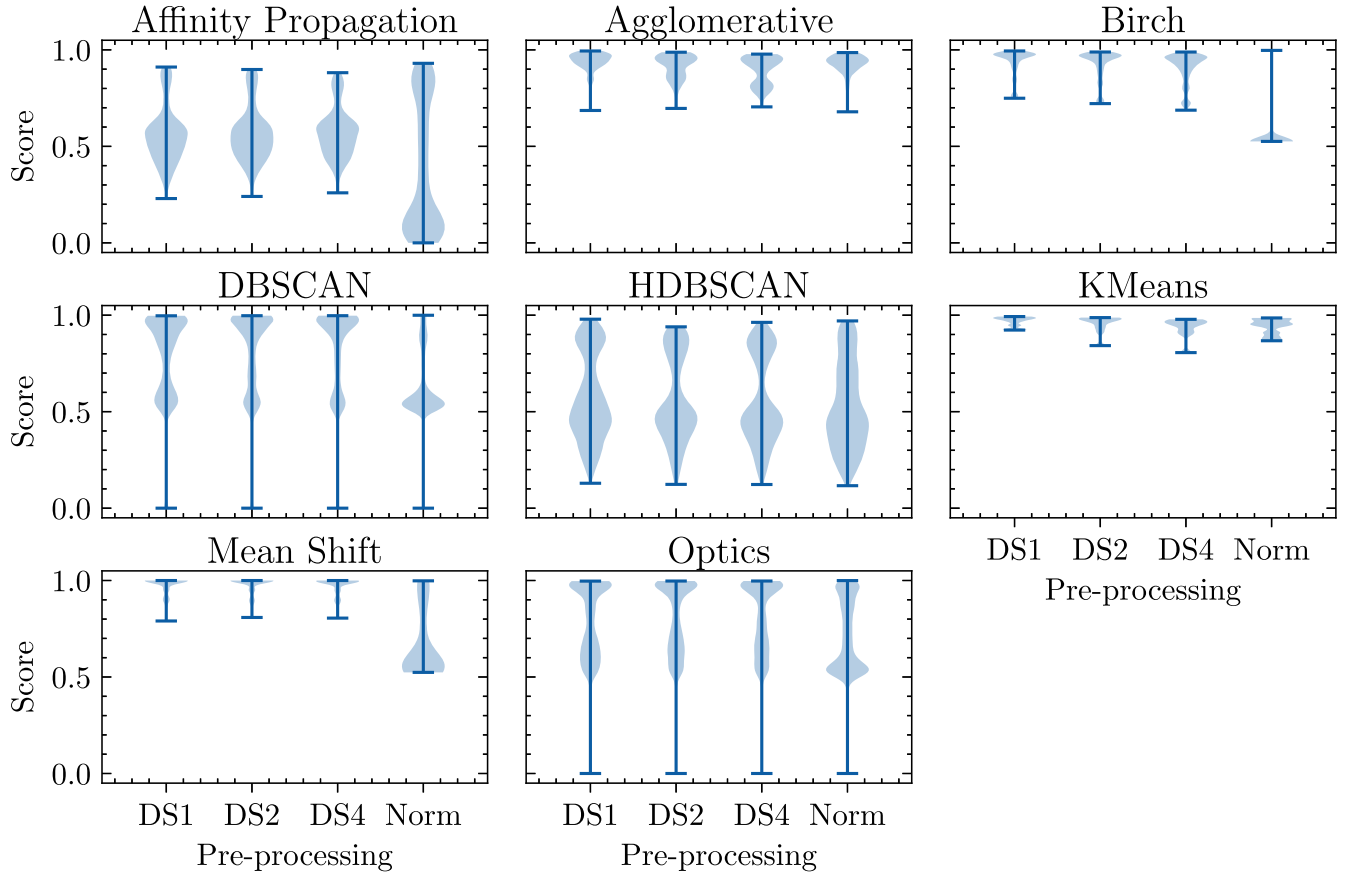 Affinity Propagation
Agglomerative
Birch
1.0
0.5
0.0
Score
DBSCAN
HDBSCAN
KMeans
1.0
0.5
0.0
Score
DS1 DS2 DS4 Norm
Pre-processing
Mean Shift
Optics
1.0
0.5
0.0
Score
DS1 DS2 DS4 Norm
Pre-processing
DS1 DS2 DS4 Norm
Pre-processing